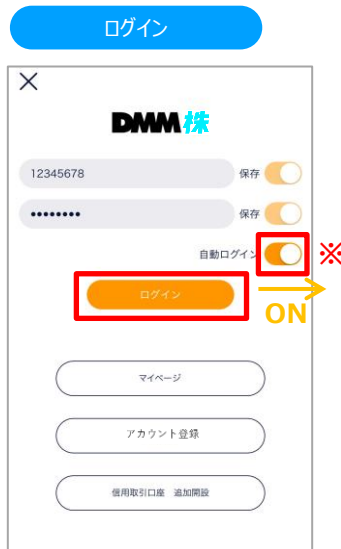 ログイン
DMM株
12345678
保存
••••••••
保存
自動ログイン
※
ログイン
ON
マイページ
アカウント登録
信用取引口座 追加開設